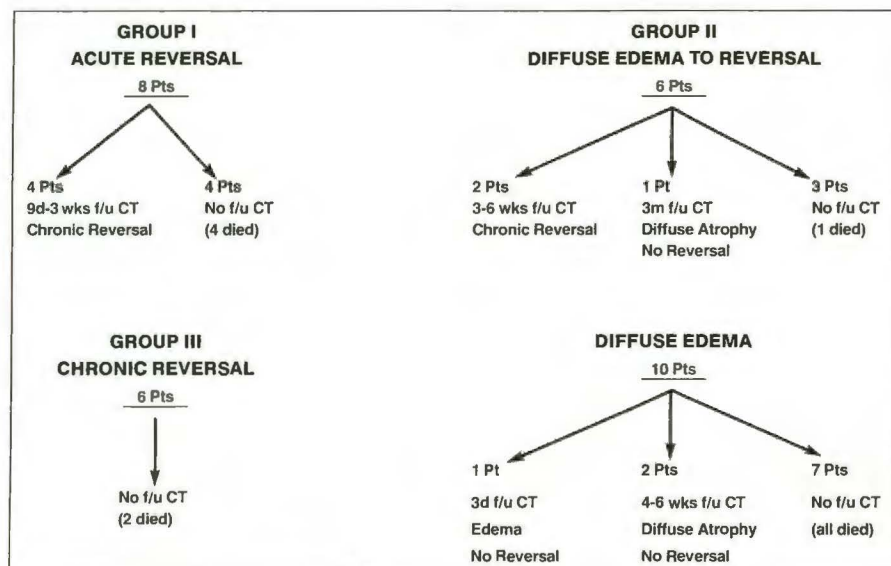 GROUP I
ACUTE REVERSAL
8 Pts
4 Pts
9d-3 wks f/u CT
Chronic Reversal
4 Pts
No f/u CT
(4 died)
GROUP II
DIFFUSE EDEMA TO REVERSAL
6 Pts
2 Pts
3-6 wks f/u CT
Chronic Reversal
1 Pt
3m f/u CT
Diffuse Atrophy
No Reversal
3 Pts
No f/u CT
(1 died)
GROUP III
CHRONIC REVERSAL
6 Pts
No f/u CT
(2 died)
DIFFUSE EDEMA
10 Pts
1 Pt
3d f/u CT
Edema
No Reversal
2 Pts
4-6 wks f/u CT
Diffuse Atrophy
No Reversal
7 Pts
No f/u CT
(all died)